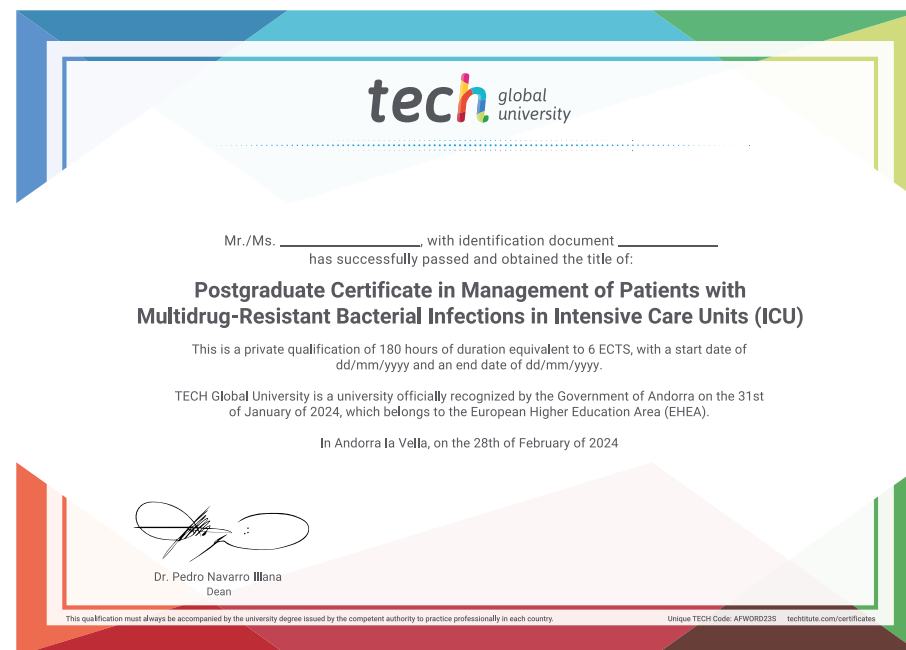 tech global university
Mr./Ms. ____________, with identification document ____________
has successfully passed and obtained the title of:
Postgraduate Certificate in Management of Patients with
Multidrug-Resistant Bacterial Infections in Intensive Care Units (ICU)
This is a private qualification of 180 hours of duration equivalent to 6 ECTS, with a start date of
dd/mm/yyyy and an end date of dd/mm/yyyy.
TECH Global University is a university officially recognized by the Government of Andorra on the 31st
of January of 2024, which belongs to the European Higher Education Area (EHEA).
In Andorra la Vella, on the 28th of February of 2024
Dr. Pedro Navarro Illana
Dean
This qualification must always be accompanied by the university degree issued by the competent authority to practice professionally in each country.
Unique TECH Code: AFWORD23S techtitute.com/certificates